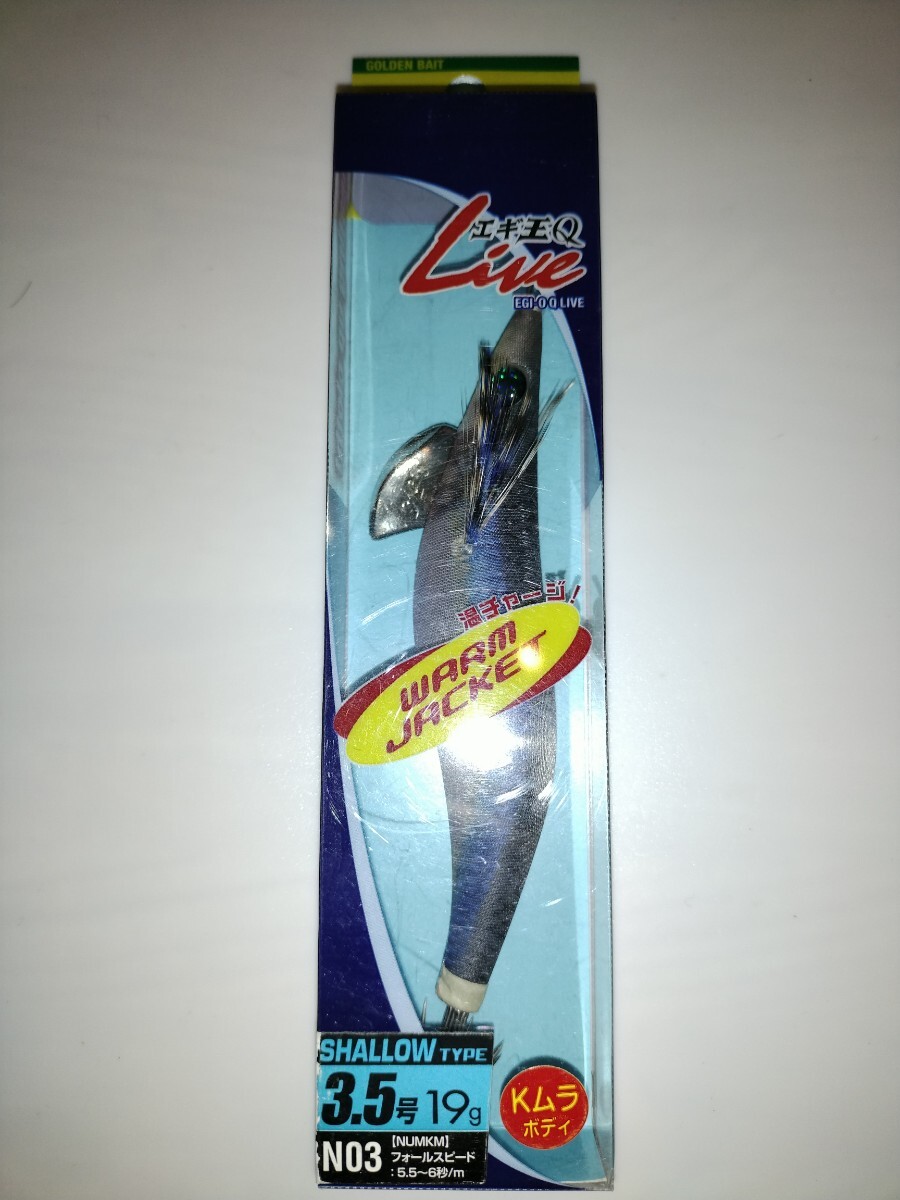 GOLDEN BAIT
エギ王Q
Live
EGI-O Q LIVE
温チャージ!
WARM
JACKET
SHALLOW TYPE
3.5号 19g
N03
【NUMKM】
フォールスピード
:5.5~6秒/m
Kムラ
ボディ